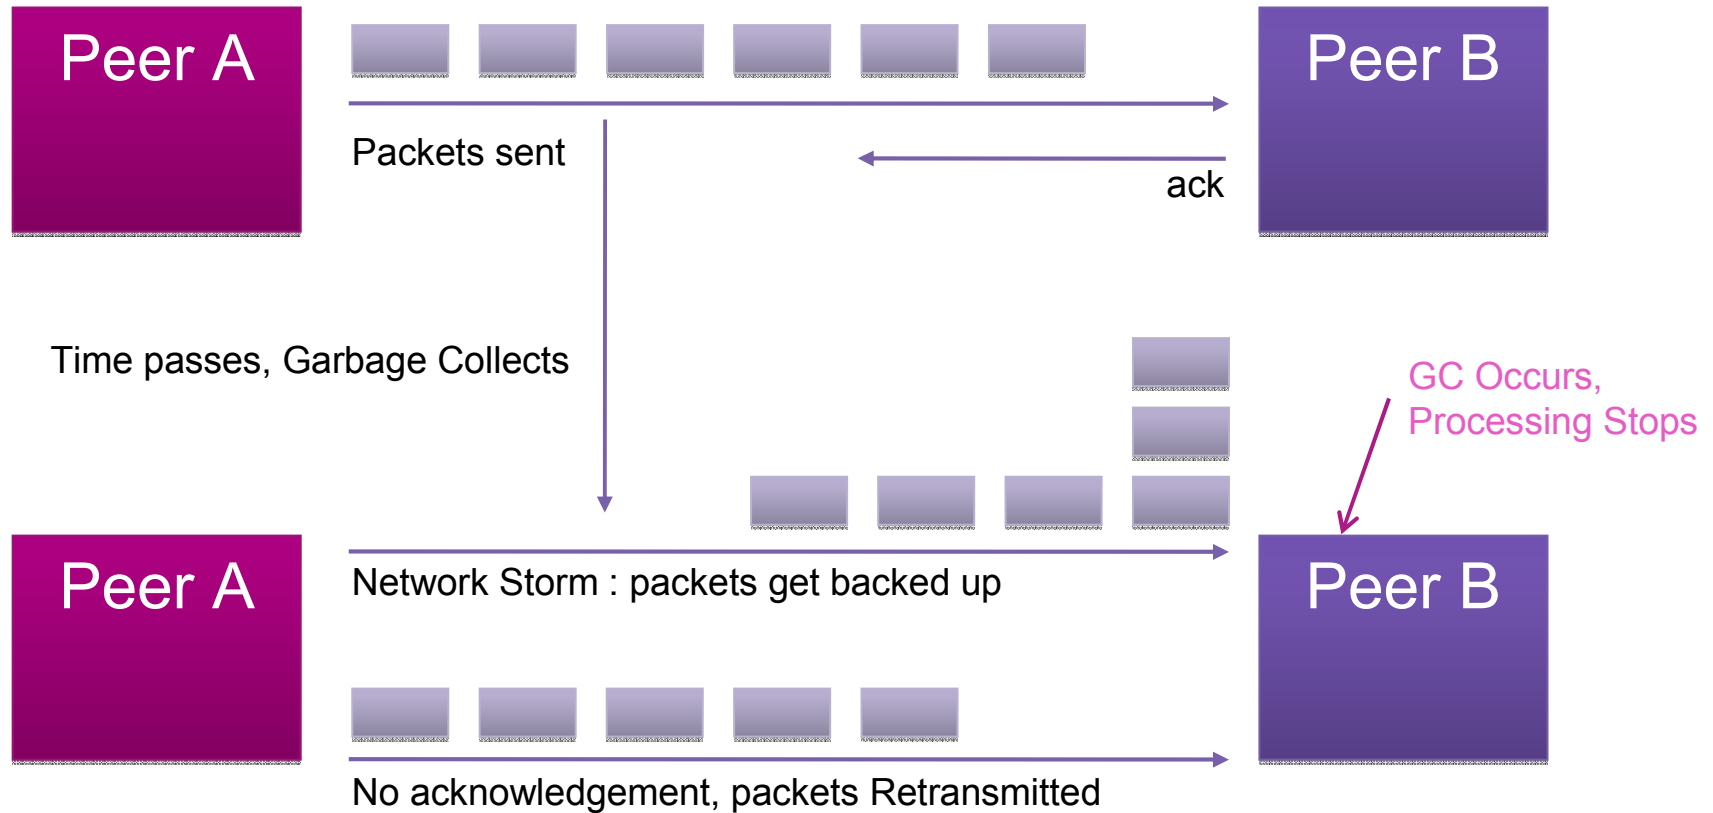 Peer A
Peer B
Packets sent
ack
Time passes, Garbage Collects
GC Occurs,
Processing Stops
Peer A
Peer B
Network Storm : packets get backed up
No acknowledgement, packets Retransmitted